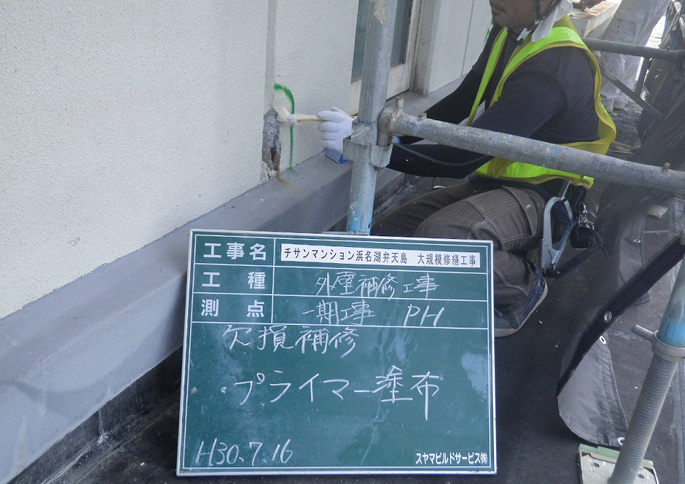 工事名 チサンマンション浜名湖弁天島 大規模修繕工事
工種 外壁補修工事
測点 一期工事 PH
欠損補修
プライマー塗布
H30.7.16
スヤマビルドサービス㈱